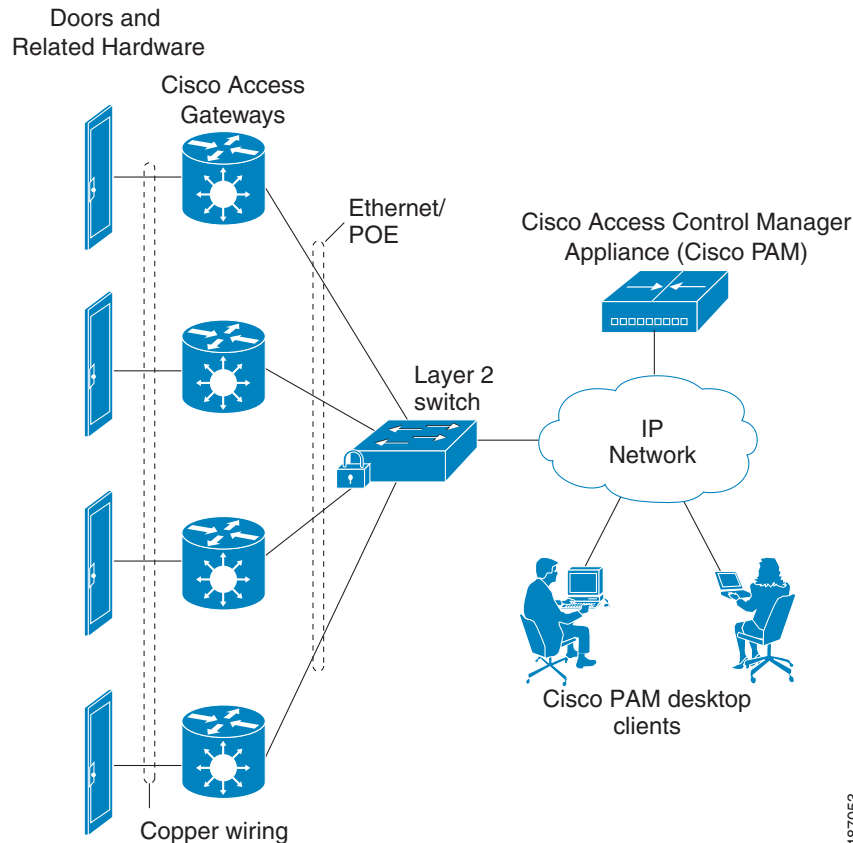 Doors and
Related Hardware
Cisco Access
Gateways
Ethernet/
POE
Cisco Access Control Manager
Appliance (Cisco PAM)
Layer 2
switch
IP
Network
Cisco PAM desktop
clients
Copper wiring
187053